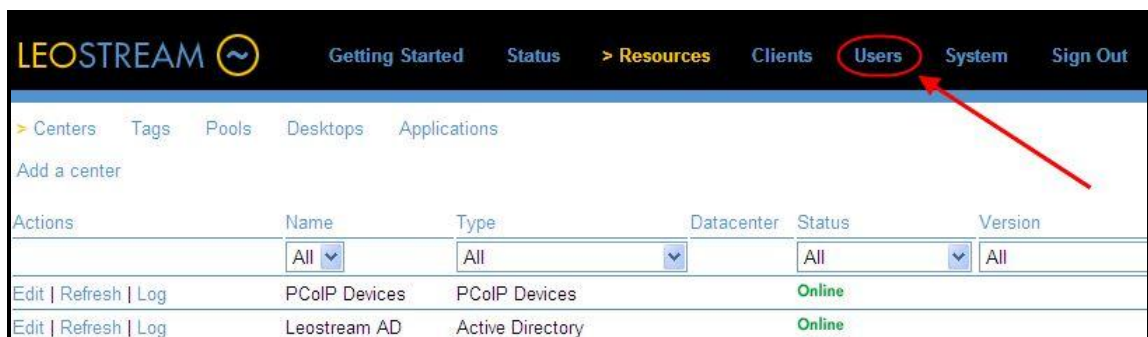 LEOSTREAM Getting Started Status > Resources Clients Users System Sign Out
> Centers Tags Pools Desktops Applications
Add a center
Actions Name Type Datacenter Status Version
All All All All
Edit | Refresh | Log PCoIP Devices PCoIP Devices Online
Edit | Refresh | Log Leostream AD Active Directory Online